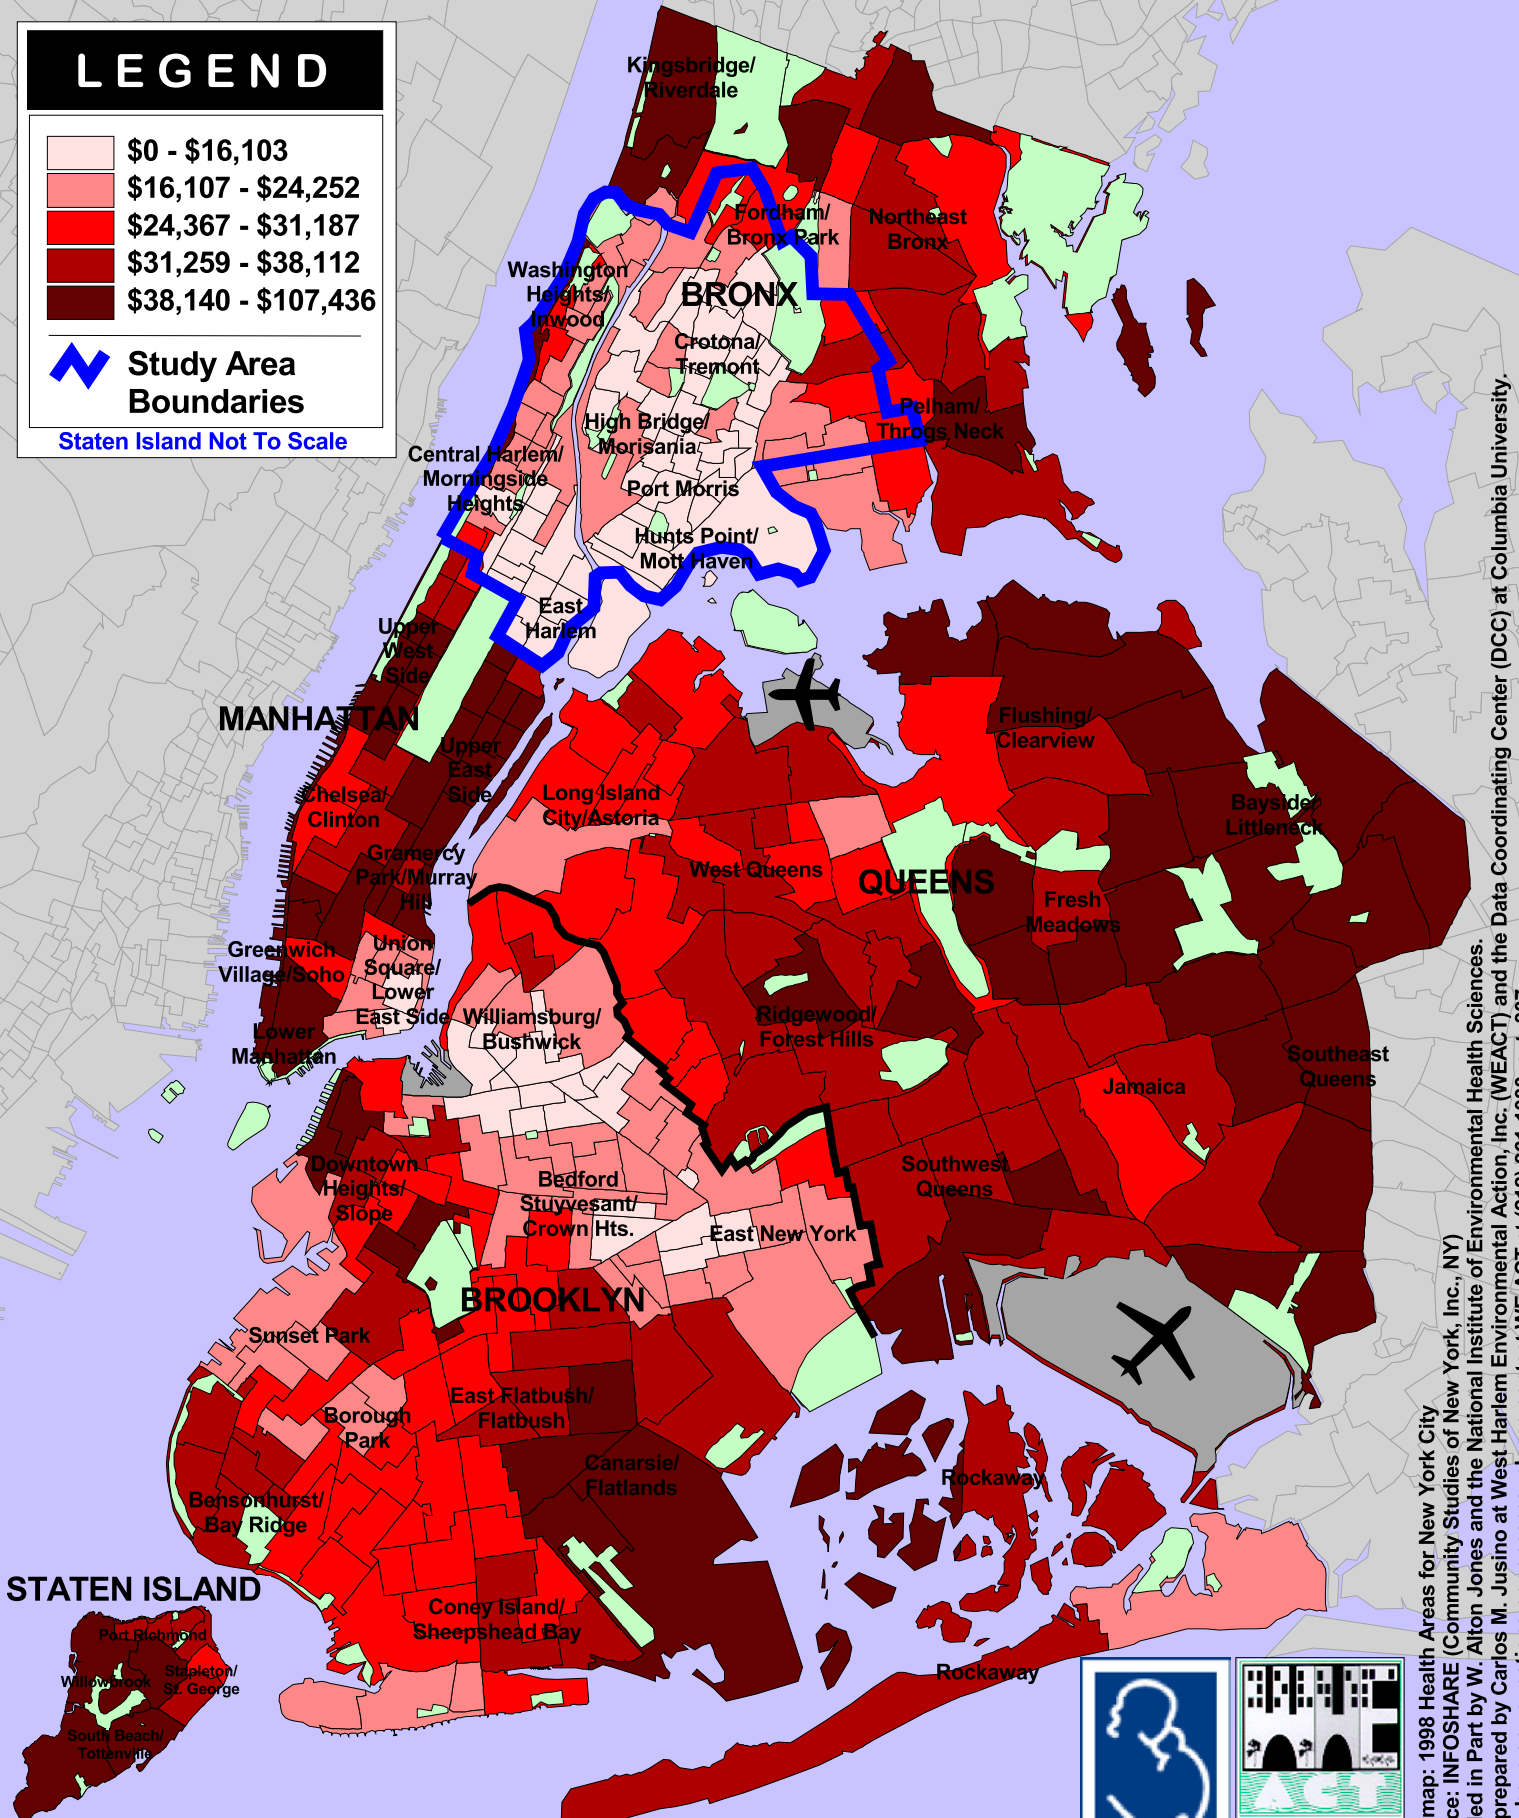 LEGEND
$0 - $16,103
$16,107 - $24,252
$24,367 - $31,187
$31,259 - $38,112
$38,140 - $107,436
Study Area
Boundaries
Staten Island Not To Scale
Kingsbridge/
Riverdale
Fordham/
Bronx Park
Northeast
Bronx
Washington
Heights/
Inwood
BRONX
Crotona/
Tremont
High Bridge/
Morisania
Pelham/
Throgs Neck
Central Harlem/
Morningside
Heights
Port Morris
Hunts Point/
Mott Haven
East
Harlem
Upper
West
Side
MANHATTAN
Upper
East
Side
Chelsea/
Clinton
Gramercy
Park/Murray
Hill
Greenwich
Village/Soho
Union
Square/
Lower
East Side
Lower
Manhattan
Long Island
City/Astoria
West Queens
QUEENS
Flushing/
Clearview
Bayside/
Littleneck
Fresh
Meadows
Ridgewood/
Forest Hills
Southeast
Queens
Jamaica
Southwest
Queens
Williamsburg/
Bushwick
Bedford
Stuyvesant/
Crown Hts.
East New York
Downtown
Heights/
Slope
BROOKLYN
Sunset Park
Borough
Park
East Flatbush/
Flatbush
Canarsie/
Flatlands
Bensonhurst/
Bay Ridge
Coney Island/
Sheepshead Bay
Rockaway
Rockaway
STATEN ISLAND
Port Richmond
Willowbrook
Stapleton/
St. George
South Beach/
Tottenville
ACT
map: 1998 Health Areas for New York City
ce: INFOSHARE (Community Studies of New York, Inc., NY)
ed in Part by W. Alton Jones and the National Institute of Environmental Health Sciences.
prepared by Carlos M. Jusino at West Harlem Environmental Action, Inc. (WEACT) and the Data Coordinating Center (DCC) at Columbia University.